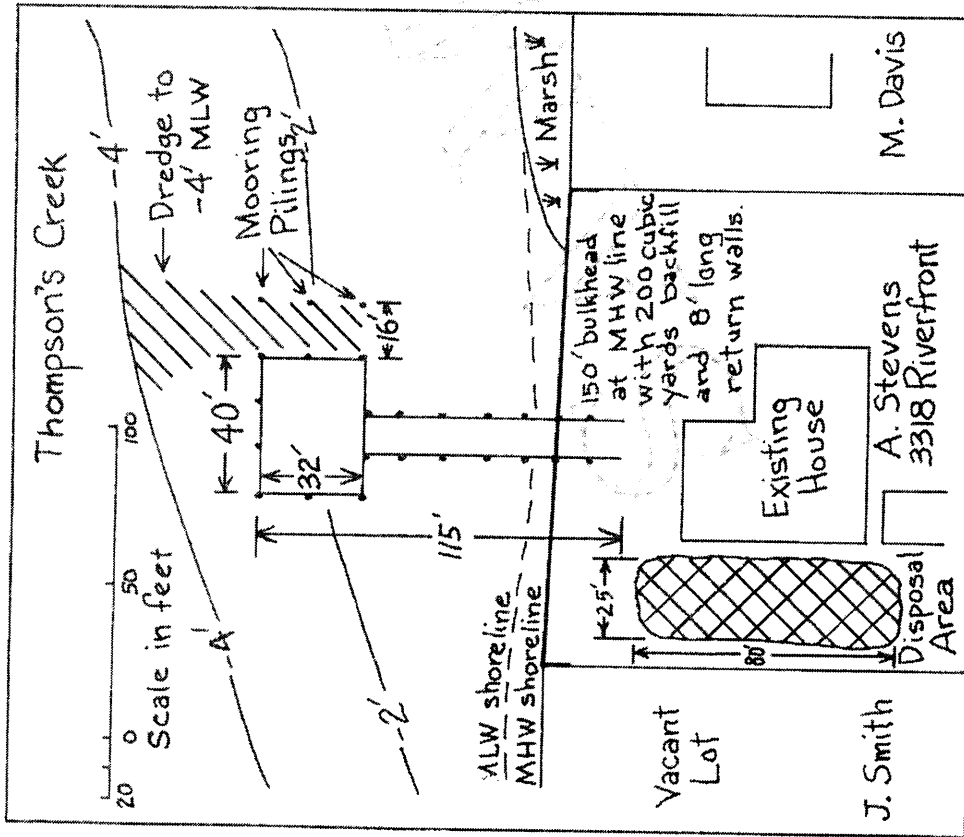 Thompson's Creek
-4'
Dredge to
-4' MLW
Mooring
Pilings
-2'
20 0 50 100
Scale in feet
-4'
40'
32'
16'
115'
-2'
MLW shoreline
MHW shoreline
Marsh
150' bulkhead
at MHW line
with 200 cubic
yards backfill
and 8' long
return walls.
25'
80'
Vacant
Lot
J. Smith
Disposal
Area
Existing
House
A. Stevens
3318 Riverfront
M. Davis